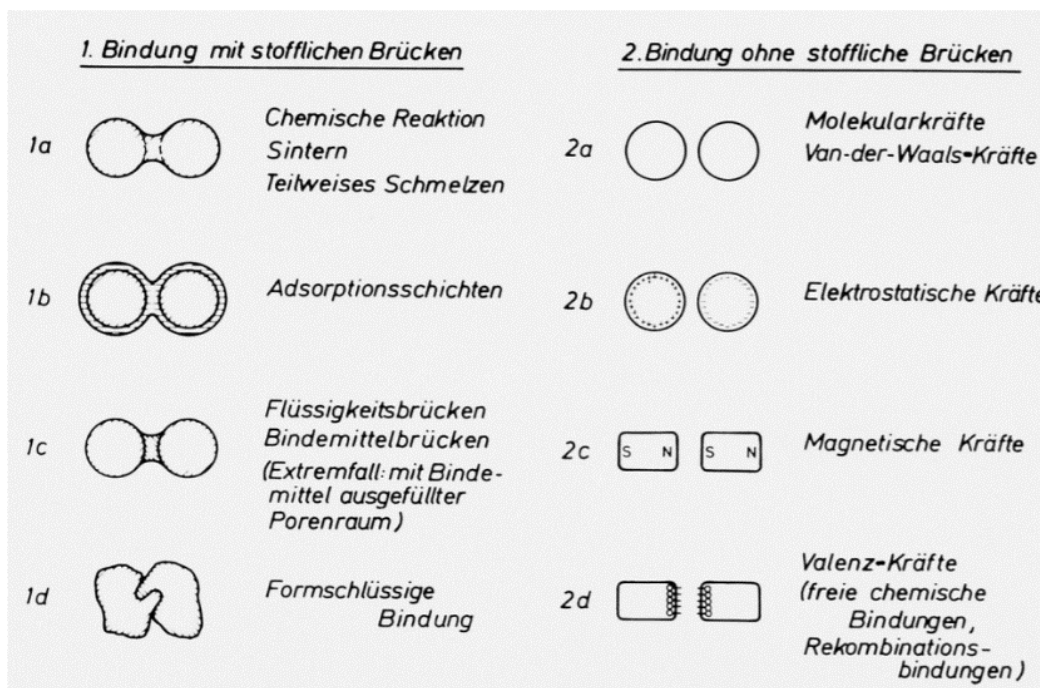 1. Bindung mit stofflichen Brücken
1a
Chemische Reaktion
Sintern
Teilweises Schmelzen
1b
Adsorptionsschichten
1c
Flüssigkeitsbrücken
Bindemittelbrücken
(Extremfall: mit Binde-
mittel ausgefüllter
Porenraum)
1d
Formschlüssige
Bindung
2. Bindung ohne stoffliche Brücken
2a
Molekularkräfte
Van-der-Waals-Kräfte
2b
Elektrostatische Kräfte
2c
S N S N
Magnetische Kräfte
2d
Valenz-Kräfte
(freie chemische
Bindungen,
Rekombinations-
bindungen)